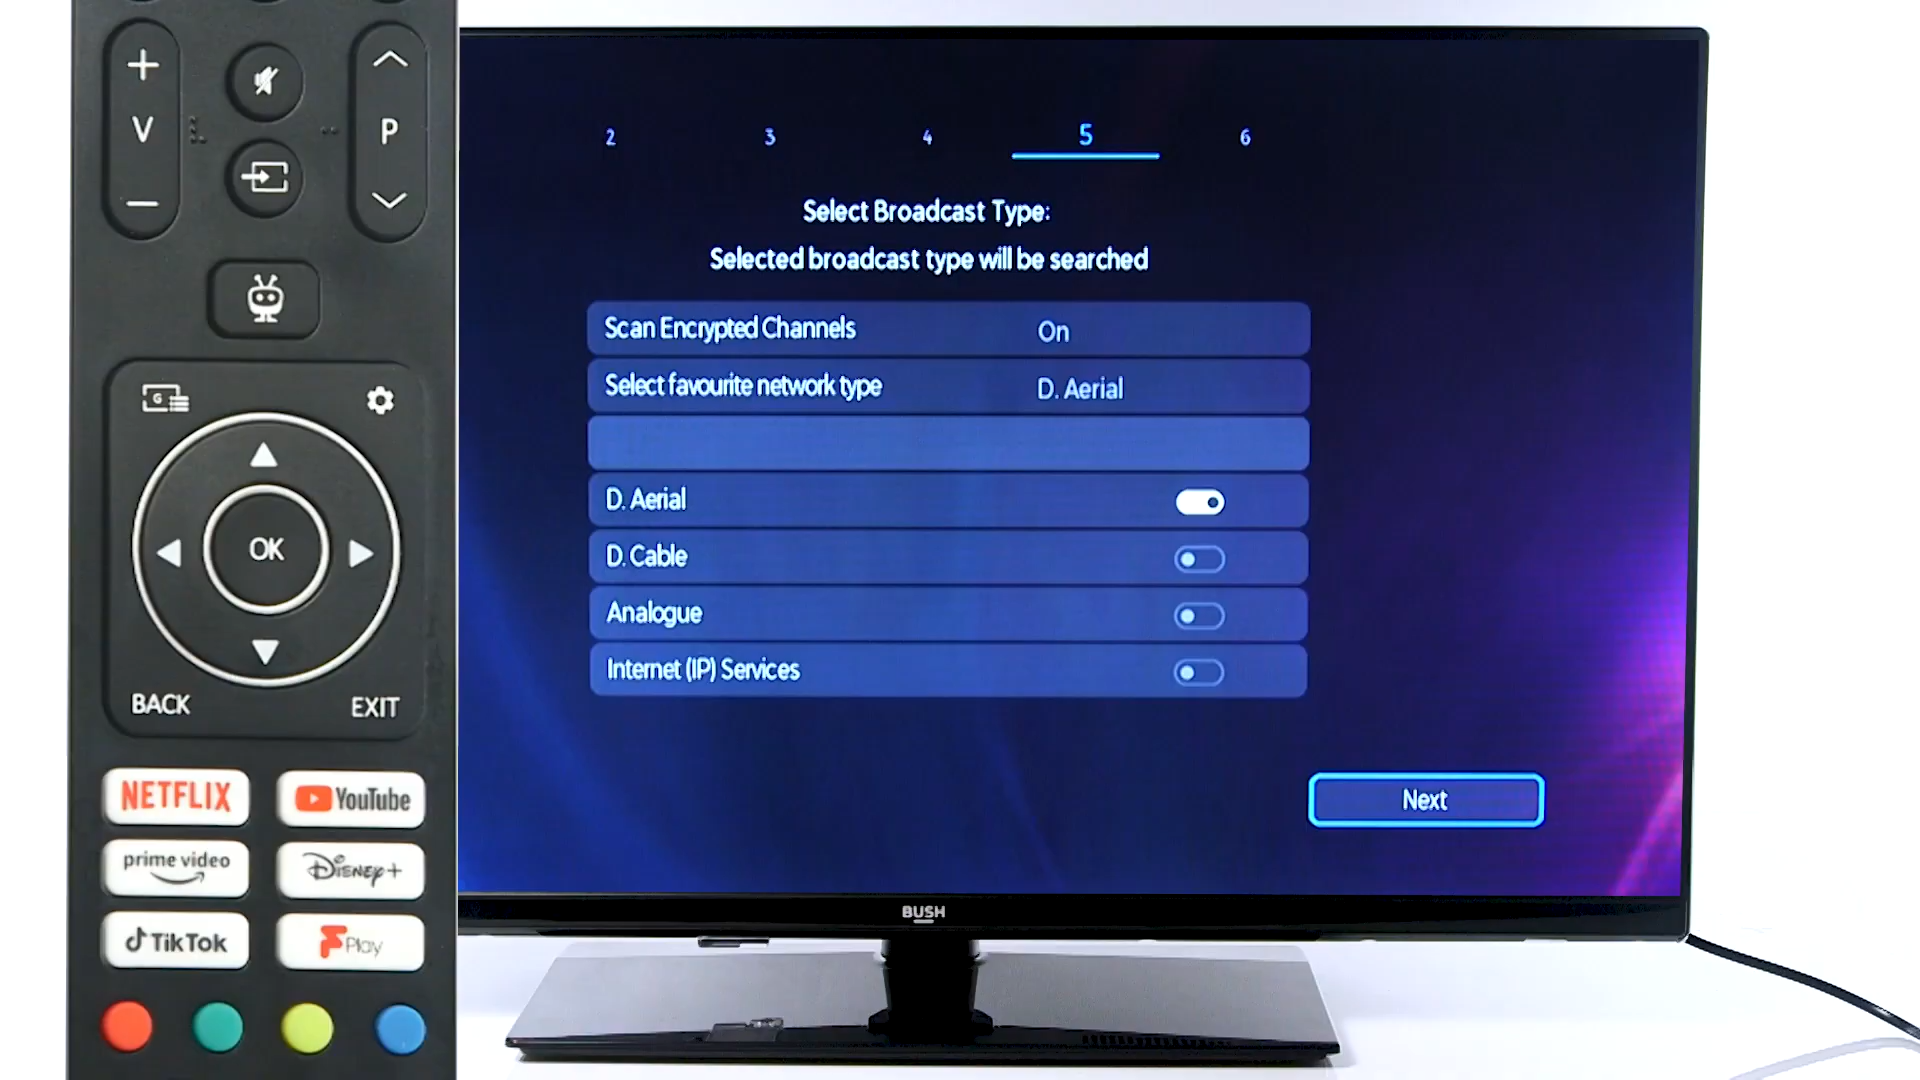 +
V
P
—
OK
BACK
EXIT
NETFLIX
YouTube
prime video
Disney+
TikTok
F Play
2
3
4
5
6
Select Broadcast Type:
Selected broadcast type will be searched
Scan Encrypted Channels On
Select favourite network type D. Aerial
D. Aerial
D. Cable
Analogue
Internet (IP) Services
Next
BUSH